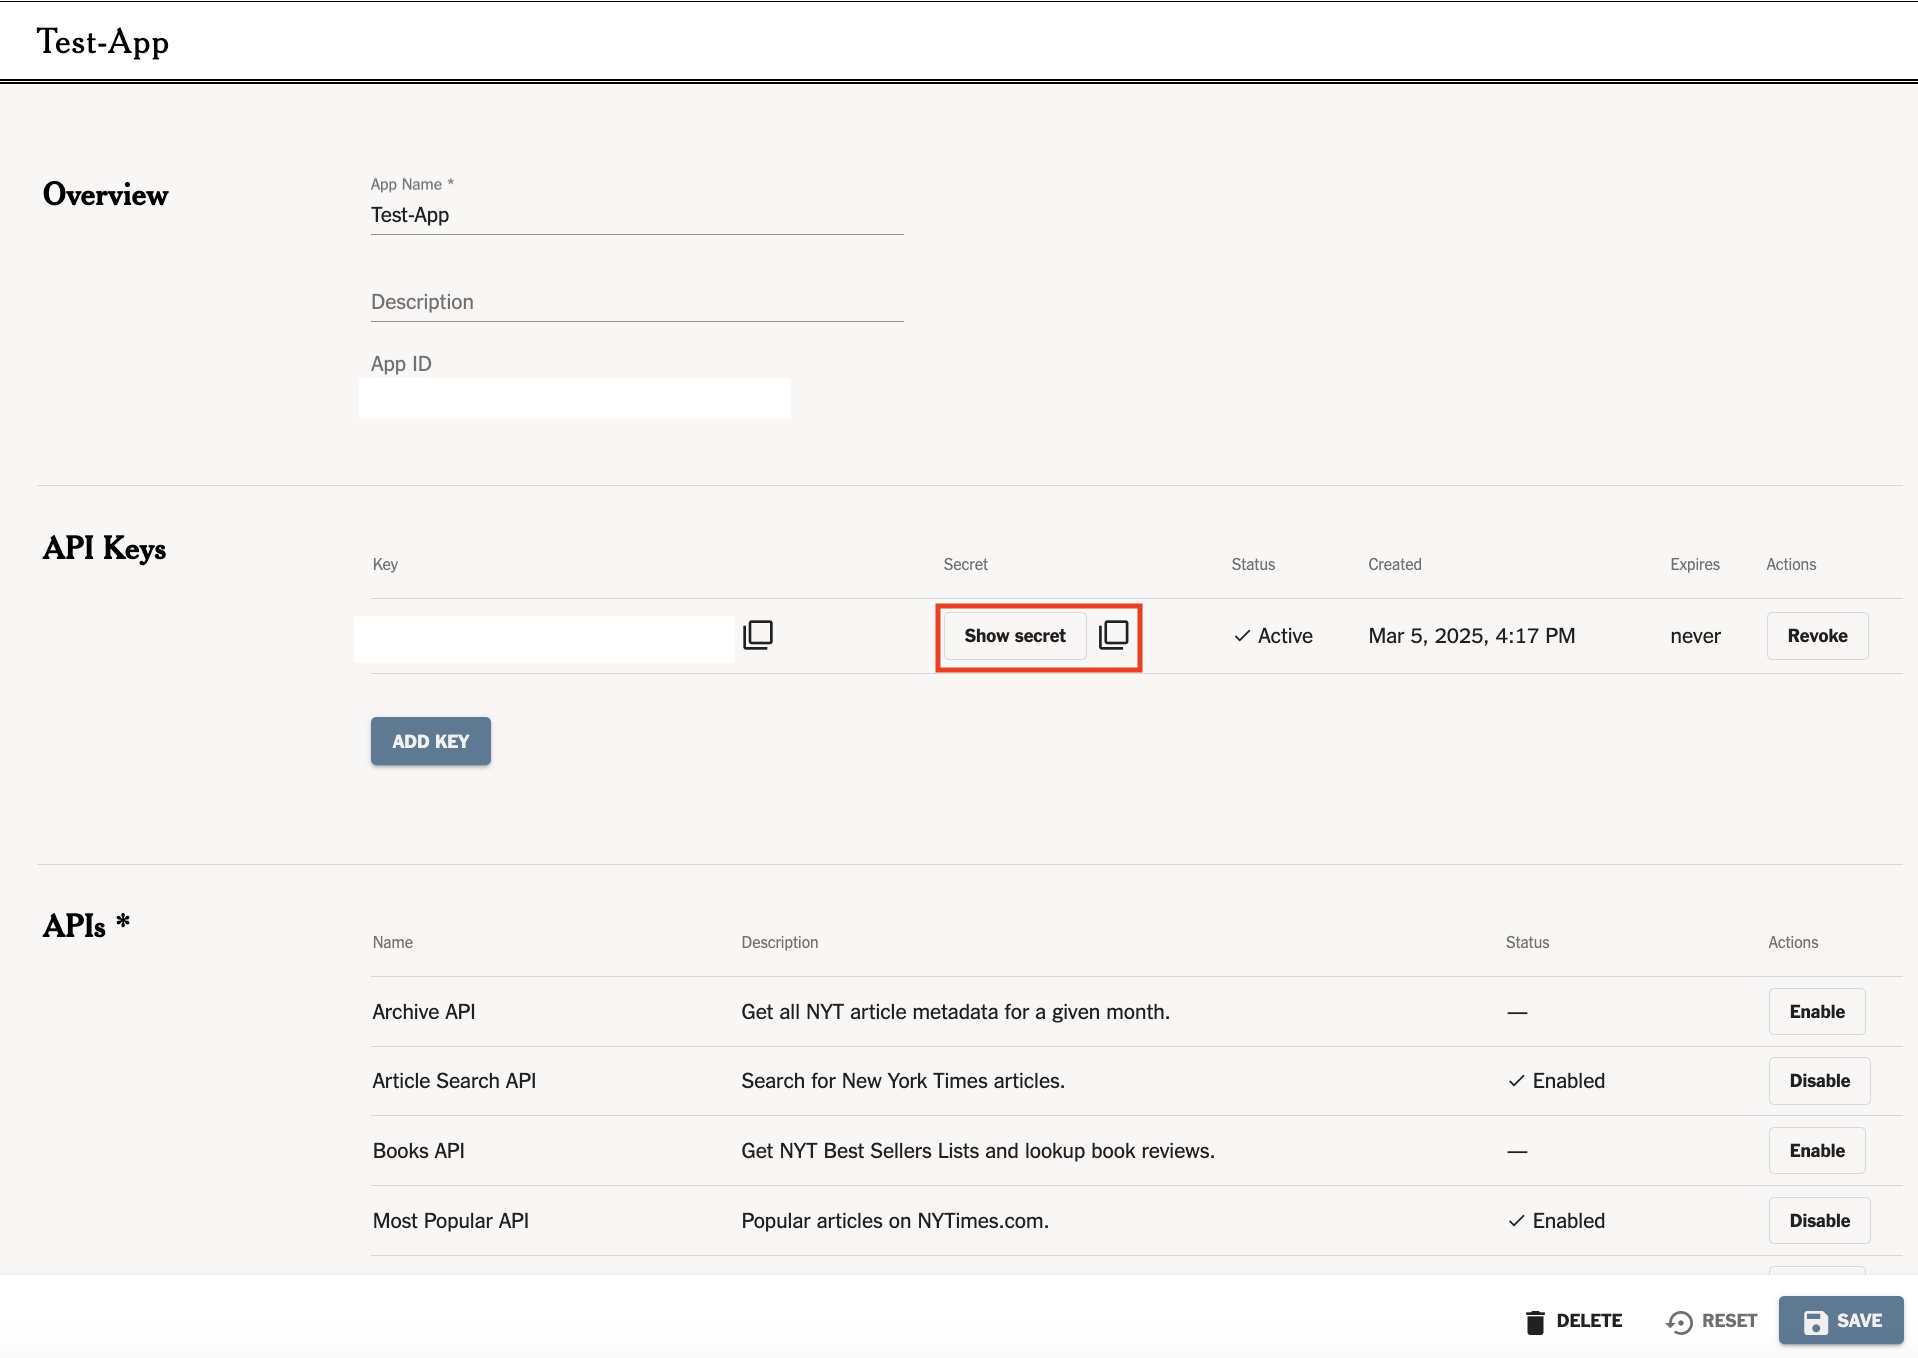 Test-App
Overview
App Name *
Test-App
Description
App ID
API Keys
Key Secret Status Created Expires Actions
Show secret Active Mar 5, 2025, 4:17 PM never Revoke
ADD KEY
APIs *
Name Description Status Actions
Archive API Get all NYT article metadata for a given month. — Enable
Article Search API Search for New York Times articles. Enabled Disable
Books API Get NYT Best Sellers Lists and lookup book reviews. — Enable
Most Popular API Popular articles on NYTimes.com. Enabled Disable
DELETE RESET SAVE